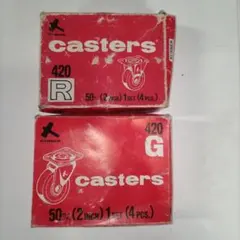 casters
420
R
50㎜ (2INCH) 1SET (4PCS.)
420
G
casters
50㎜ (2INCH) 1SET (4PCS.)